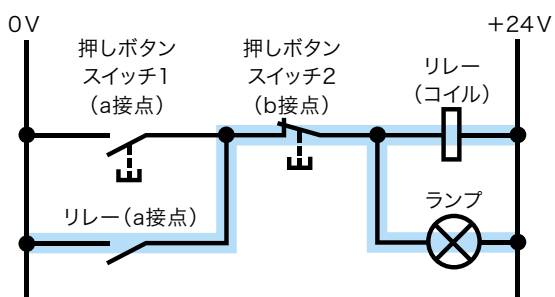 0V
+24V
押しボタン
スイッチ1
（a接点）
押しボタン
スイッチ2
（b接点）
リレー
（コイル）
リレー（a接点）
ランプ